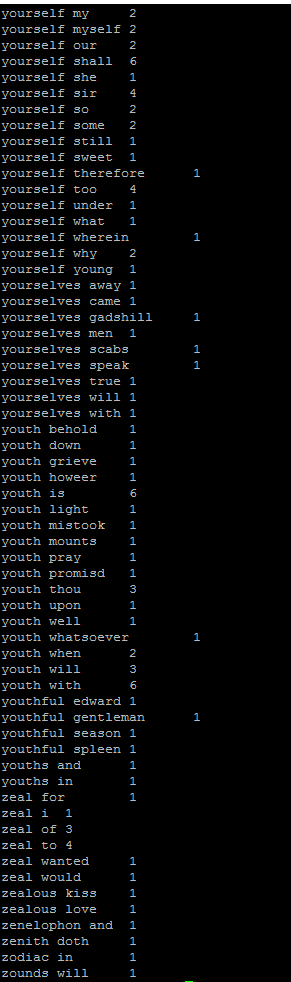 yourself my 2
yourself myself 2
yourself our 2
yourself shall 6
yourself she 1
yourself sir 4
yourself so 2
yourself some 2
yourself still 1
yourself sweet 1
yourself therefore 1
yourself too 4
yourself under 1
yourself what 1
yourself wherein 1
yourself why 2
yourself young 1
yourselves away 1
yourselves came 1
yourselves gadshill 1
yourselves men 1
yourselves scabs 1
yourselves speak 1
yourselves true 1
yourselves will 1
yourselves with 1
youth behold 1
youth down 1
youth grieve 1
youth howeer 1
youth is 6
youth light 1
youth mistook 1
youth mounts 1
youth pray 1
youth promisd 1
youth thou 3
youth upon 1
youth well 1
youth whatsoever 1
youth when 2
youth will 3
youth with 6
youthful edward 1
youthful gentleman 1
youthful season 1
youthful spleen 1
youths and 1
youths in 1
zeal for 1
zeal i 1
zeal of 3
zeal to 4
zeal wanted 1
zeal would 1
zealous kiss 1
zealous love 1
zenelophon and 1
zenith doth 1
zodiac in 1
zounds will 1